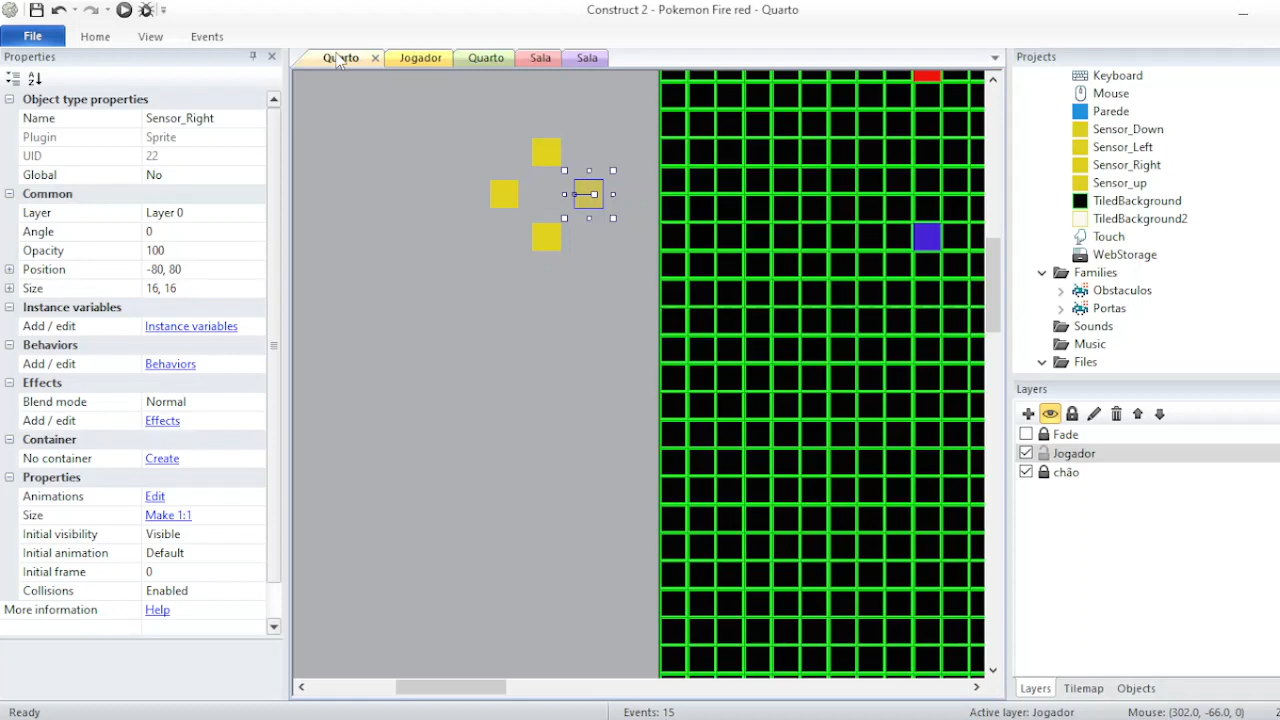 Construct 2 - Pokemon Fire red - Quarto
File Home View Events
Properties
Quarto Jogador Quarto Sala Sala
Projects
Object type properties
Name Sensor_Right
Plugin Sprite
UID 22
Global No
Common
Layer Layer 0
Angle 0
Opacity 100
Position -80, 80
Size 16, 16
Instance variables
Add / edit Instance variables
Behaviors
Add / edit Behaviors
Effects
Blend mode Normal
Add / edit Effects
Container
No container Create
Properties
Animations Edit
Size Make 1:1
Initial visibility Visible
Initial animation Default
Initial frame 0
Collisions Enabled
More information Help
Keyboard
Mouse
Parede
Sensor_Down
Sensor_Left
Sensor_Right
Sensor_up
TiledBackground
TiledBackground2
Touch
WebStorage
Families
Obstaculos
Portas
Sounds
Music
Files
Layers
Fade
Jogador
chão
Layers Tilemap Objects
Ready Events: 15 Active layer: Jogador Mouse: (302.0, -66.0, 0)